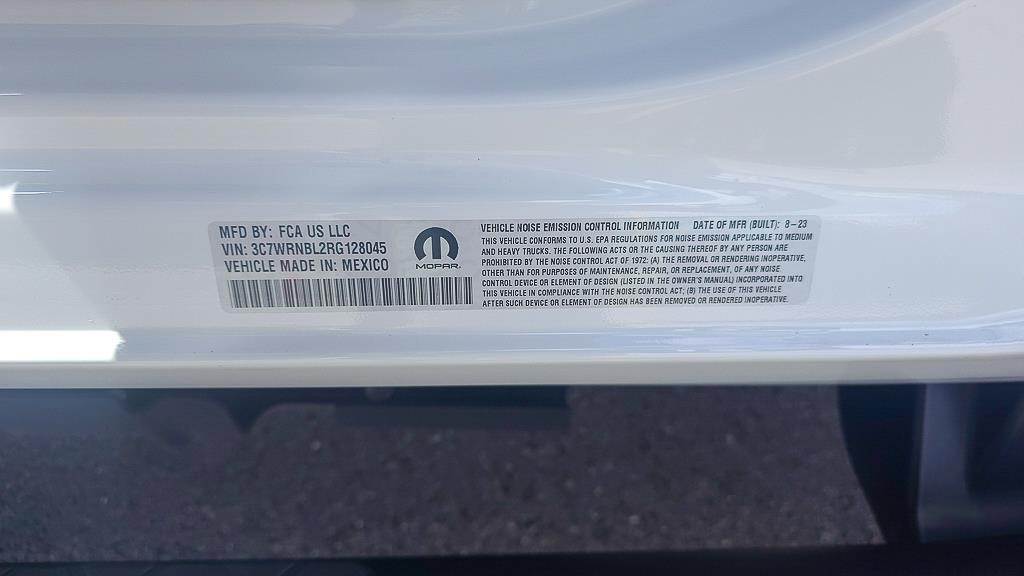 MFD BY: FCA US LLC
VIN: 3C7WRNBL2RG128045
VEHICLE MADE IN: MEXICO
MOPAR
VEHICLE NOISE EMISSION CONTROL INFORMATION DATE OF MFR (BUILT): 8-23
THIS VEHICLE CONFORMS TO U.S. EPA REGULATIONS FOR NOISE EMISSION APPLICABLE TO MEDIUM
AND HEAVY TRUCKS. THE FOLLOWING ACTS OR THE CAUSING THEREOF BY ANY PERSON ARE
PROHIBITED BY THE NOISE CONTROL ACT OF 1972: (A) THE REMOVAL OR RENDERING INOPERATIVE,
OTHER THAN FOR PURPOSES OF MAINTENANCE, REPAIR, OR REPLACEMENT, OF ANY NOISE
CONTROL DEVICE OR ELEMENT OF DESIGN (LISTED IN THE OWNER'S MANUAL) INCORPORATED INTO
THIS VEHICLE IN COMPLIANCE WITH THE NOISE CONTROL ACT; (B) THE USE OF THIS VEHICLE
AFTER SUCH DEVICE OR ELEMENT OF DESIGN HAS BEEN REMOVED OR RENDERED INOPERATIVE.